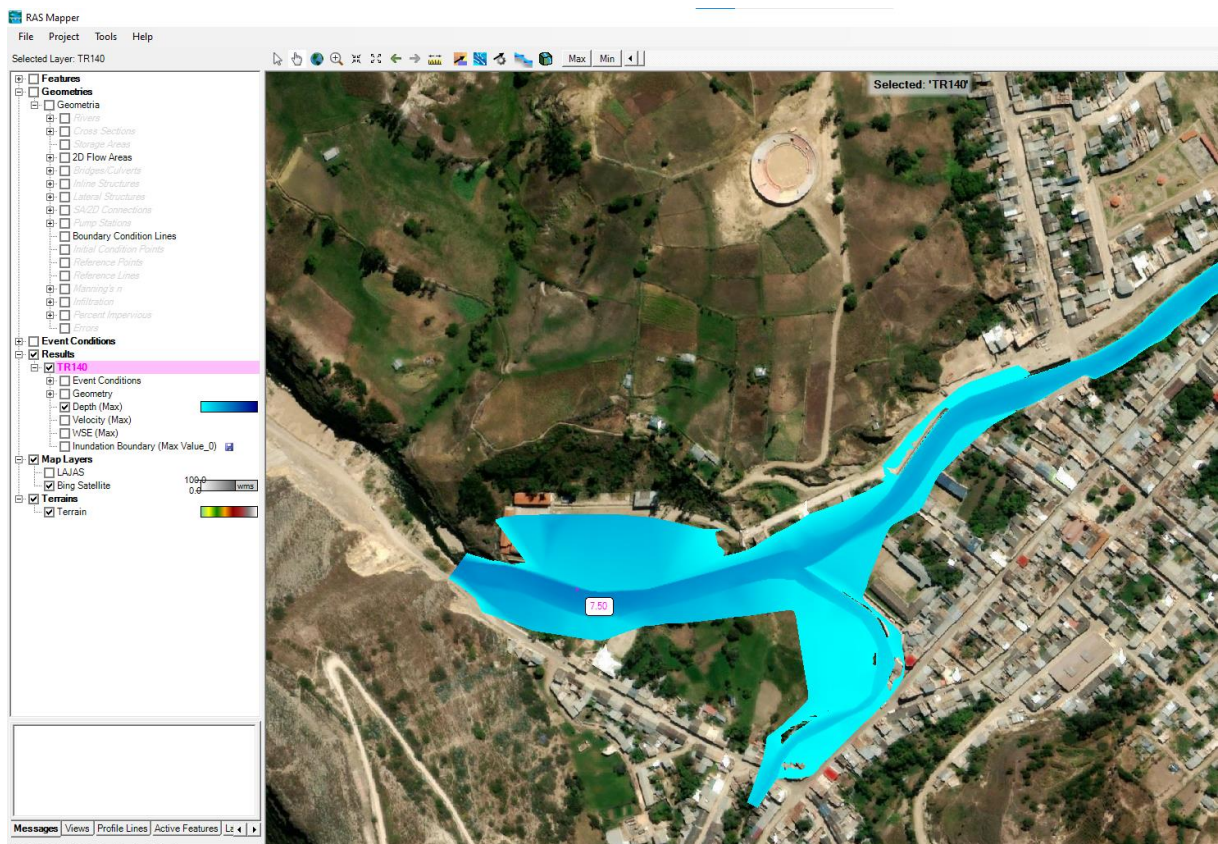 RAS Mapper
File Project Tools Help
Selected Layer: TR140
Max Min
Selected: 'TR140'
Features
Geometries
Geometria
Rivers
Cross Sections
Storage Areas
2D Flow Areas
Bridges/Culverts
Inline Structures
Lateral Structures
SA/2D Connections
Pump Stations
Boundary Condition Lines
Initial Condition Points
Reference Points
Reference Lines
Manning's n
Infiltration
Percent Impervious
Errors
Event Conditions
Results
TR140
Event Conditions
Geometry
Depth (Max)
Velocity (Max)
WSE (Max)
Inundation Boundary (Max Value_0)
Map Layers
LAJAS
Bing Satellite
wms
Terrains
Terrain
7.50
Messages Views Profile Lines Active Features